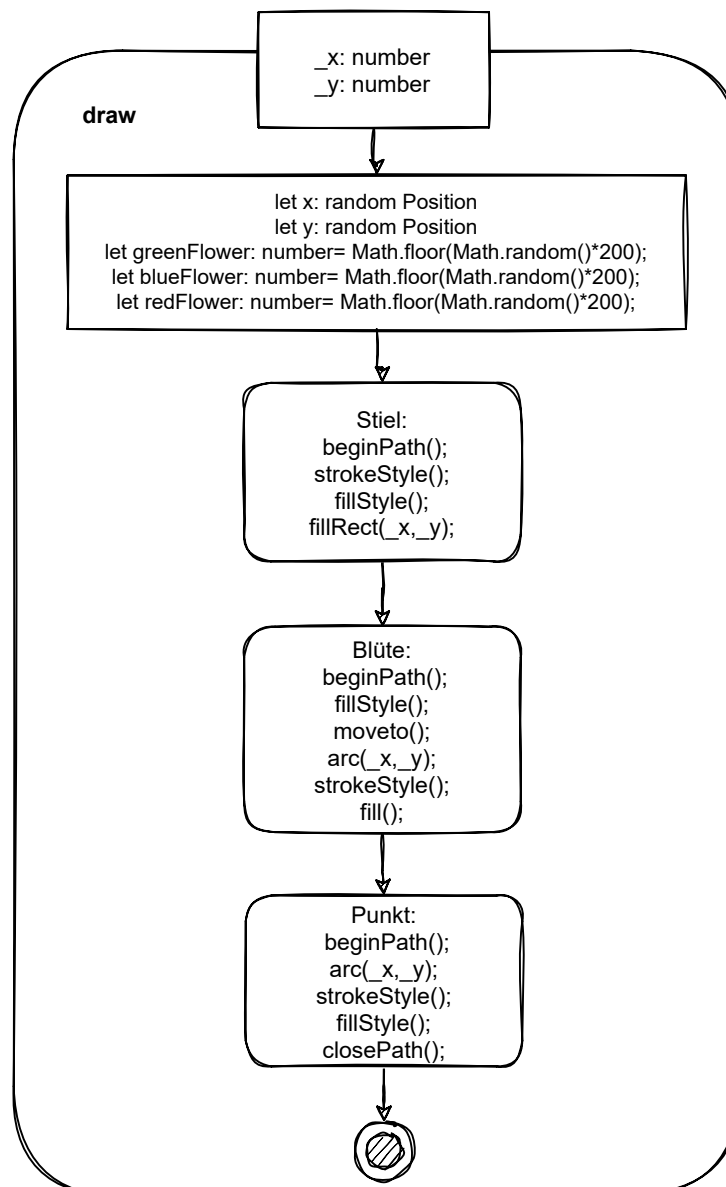 _x: number
_y: number
draw
let x: random Position
let y: random Position
let greenFlower: number= Math.floor(Math.random()*200);
let blueFlower: number= Math.floor(Math.random()*200);
let redFlower: number= Math.floor(Math.random()*200);
Stiel:
beginPath();
strokeStyle();
fillStyle();
fillRect(_x,_y);
Blüte:
beginPath();
fillStyle();
moveto();
arc(_x,_y);
strokeStyle();
fill();
Punkt:
beginPath();
arc(_x,_y);
strokeStyle();
fillStyle();
closePath();